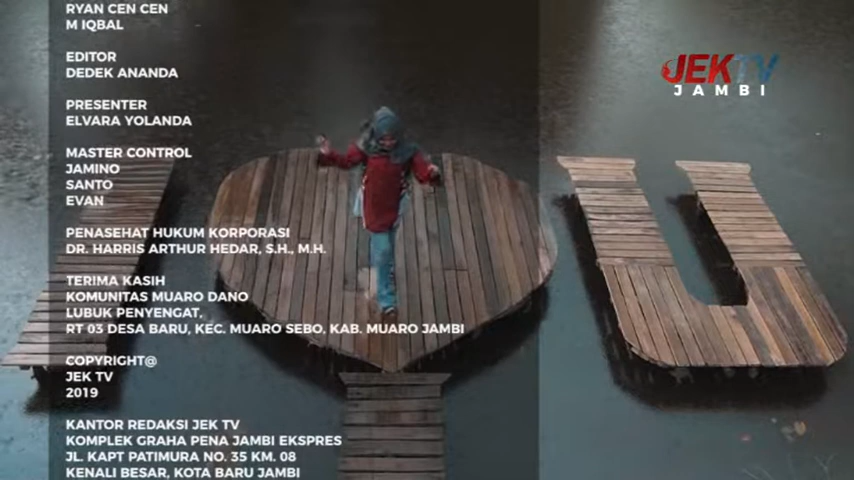 RYAN CEN CEN
M IQBAL
EDITOR
DEDEK ANANDA
PRESENTER
ELVARA YOLANDA
MASTER CONTROL
JAMINO
SANTO
EVAN
PENASEHAT HUKUM KORPORASI
DR. HARRIS ARTHUR HEDAR, S.H., M.H.
TERIMA KASIH
KOMUNITAS MUARO DANO
LUBUK PENYENGAT.
RT 03 DESA BARU, KEC. MUARO SEBO. KAB. MUARO JAMBI
COPYRIGHT@
JEK TV
2019
KANTOR REDAKSI JEK TV
KOMPLEK GRAHA PENA JAMBI EKSPRES
JL. KAPT PATIMURA NO. 35 KM. 08
KENALI BESAR, KOTA BARU JAMBI
JEKTV
JAMBI
I
U